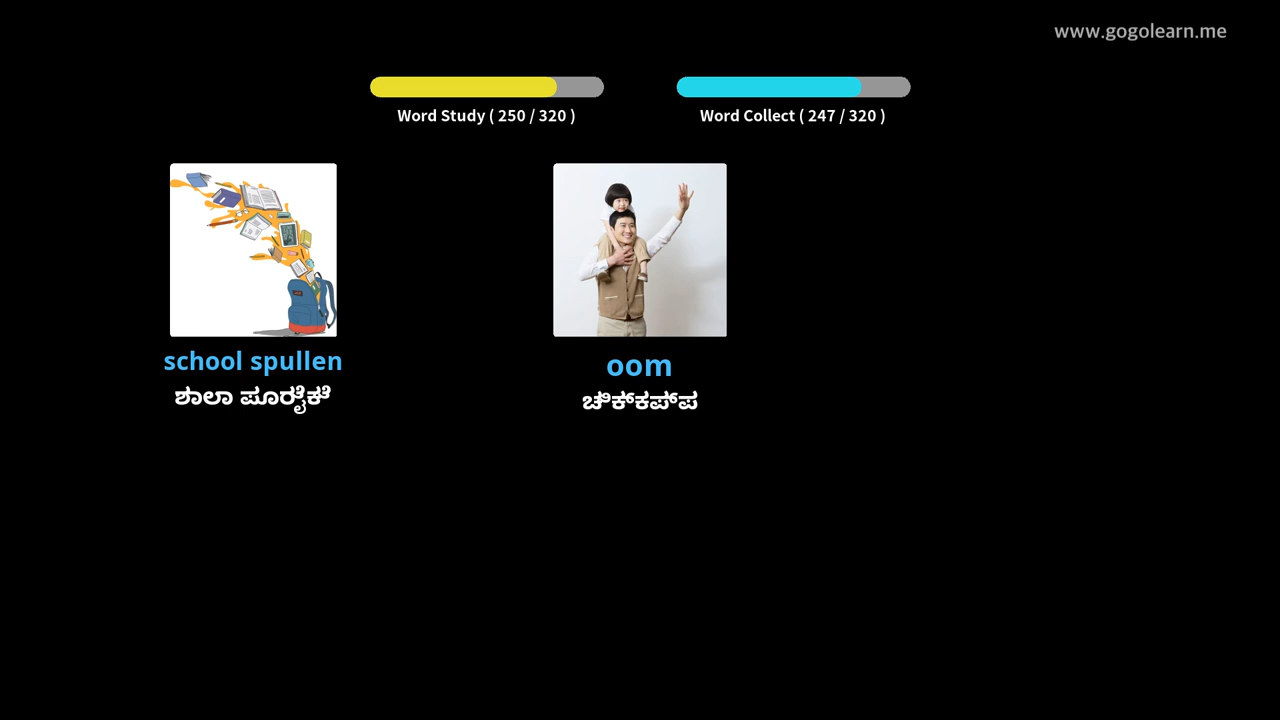 www.gogolearn.me
Word Study ( 250 / 320 )
Word Collect ( 247 / 320 )
school spullen
ಶಾಲಾ ಪೂರೈಕೆ
oom
ಚಿಕ್ಕಪ್ಪ